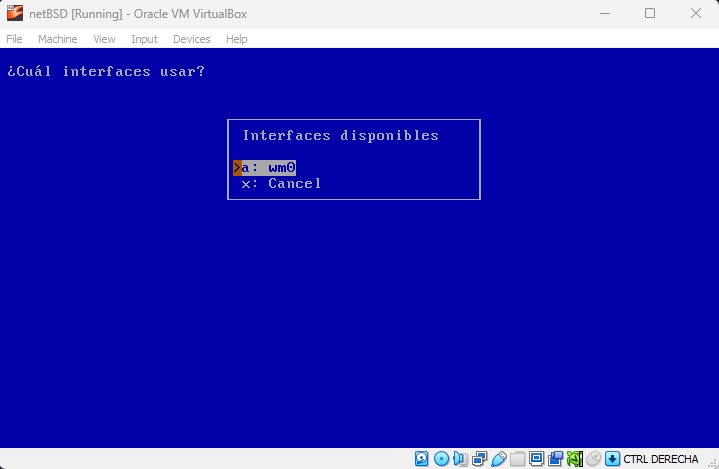 netBSD [Running] - Oracle VM VirtualBox
File Machine View Input Devices Help
¿Cuál interfaces usar?
Interfaces disponibles
>a: wm0
x: Cancel
CTRL DERECHA